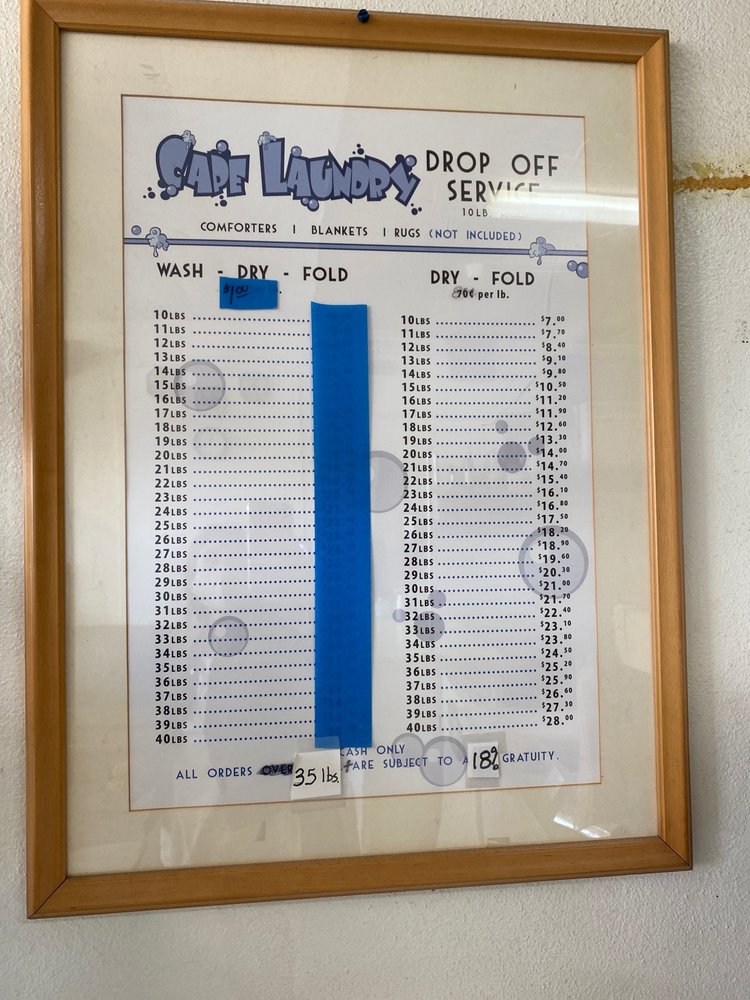 CAPE LAUNDRY
DROP OFF
SERVICE
10LB.
COMFORTERS | BLANKETS | RUGS (NOT INCLUDED)
WASH - DRY - FOLD
$1.00
10LBS
11LBS
12LBS
13LBS
14LBS
15LBS
16LBS
17LBS
18LBS
19LBS
20LBS
21LBS
22LBS
23LBS
24LBS
25LBS
26LBS
27LBS
28LBS
29LBS
30LBS
31LBS
32LBS
33LBS
34LBS
35LBS
36LBS
37LBS
38LBS
39LBS
40LBS
DRY - FOLD
70¢ per lb.
10LBS $7.00
11LBS $7.70
12LBS $8.40
13LBS $9.10
14LBS $9.80
15LBS $10.50
16LBS $11.20
17LBS $11.90
18LBS $12.60
19LBS $13.30
20LBS $14.00
21LBS $14.70
22LBS $15.40
23LBS $16.10
24LBS $16.80
25LBS $17.50
26LBS $18.20
27LBS $18.90
28LBS $19.60
29LBS $20.30
30LBS $21.00
31LBS $21.70
32LBS $22.40
33LBS $23.10
34LBS $23.80
35LBS $24.50
36LBS $25.20
37LBS $25.90
38LBS $26.60
39LBS $27.30
40LBS $28.00
CASH ONLY
ALL ORDERS OVER 35 lbs. + ARE SUBJECT TO A 18% GRATUITY.